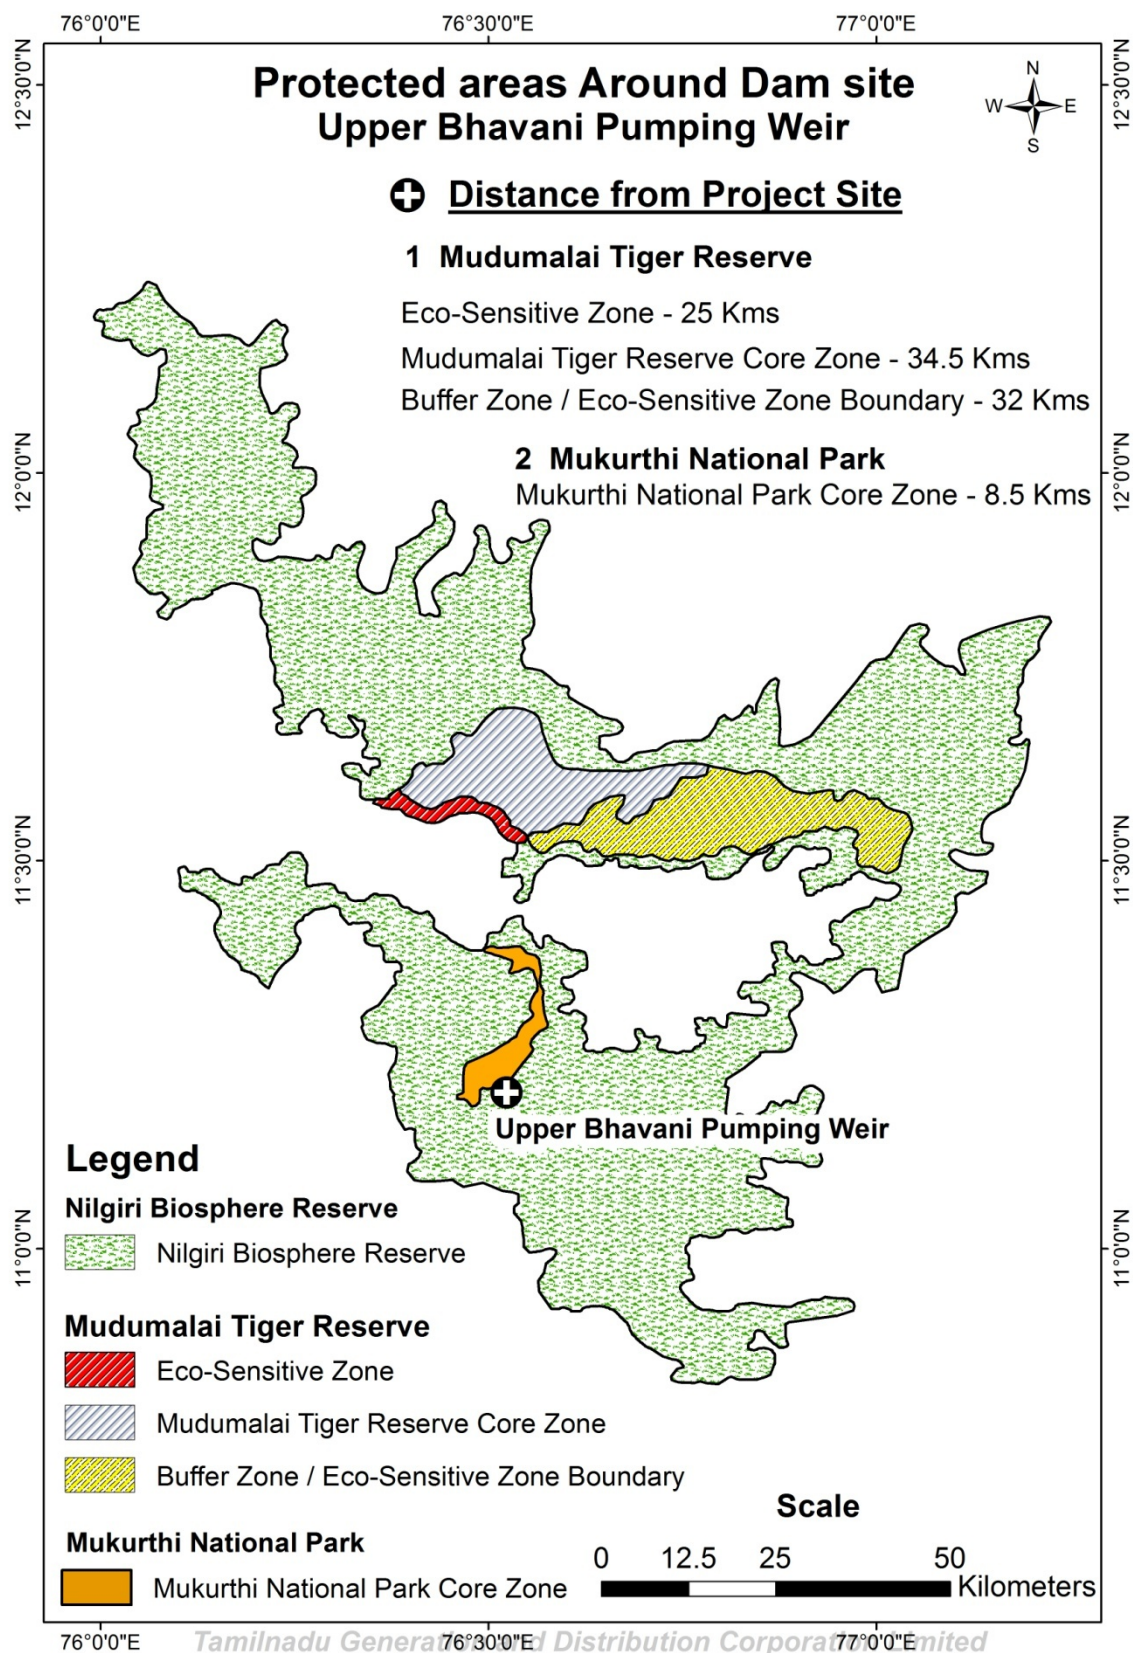 76°0'0"E 76°30'0"E 77°0'0"E
12°30'0"N 12°30'0"N
Protected areas Around Dam site
Upper Bhavani Pumping Weir
N
W E
S
Distance from Project Site
1 Mudumalai Tiger Reserve
Eco-Sensitive Zone - 25 Kms
Mudumalai Tiger Reserve Core Zone - 34.5 Kms
Buffer Zone / Eco-Sensitive Zone Boundary - 32 Kms
12°0'0"N 12°0'0"N
2 Mukurthi National Park
Mukurthi National Park Core Zone - 8.5 Kms
11°30'0"N 11°30'0"N
Upper Bhavani Pumping Weir
11°0'0"N 11°0'0"N
Legend
Nilgiri Biosphere Reserve
Nilgiri Biosphere Reserve
Mudumalai Tiger Reserve
Eco-Sensitive Zone
Mudumalai Tiger Reserve Core Zone
Buffer Zone / Eco-Sensitive Zone Boundary
Mukurthi National Park
Mukurthi National Park Core Zone
Scale
0 12.5 25 50
Kilometers
76°0'0"E 76°30'0"E 77°0'0"E
Tamilnadu Generation and Distribution Corporation Limited